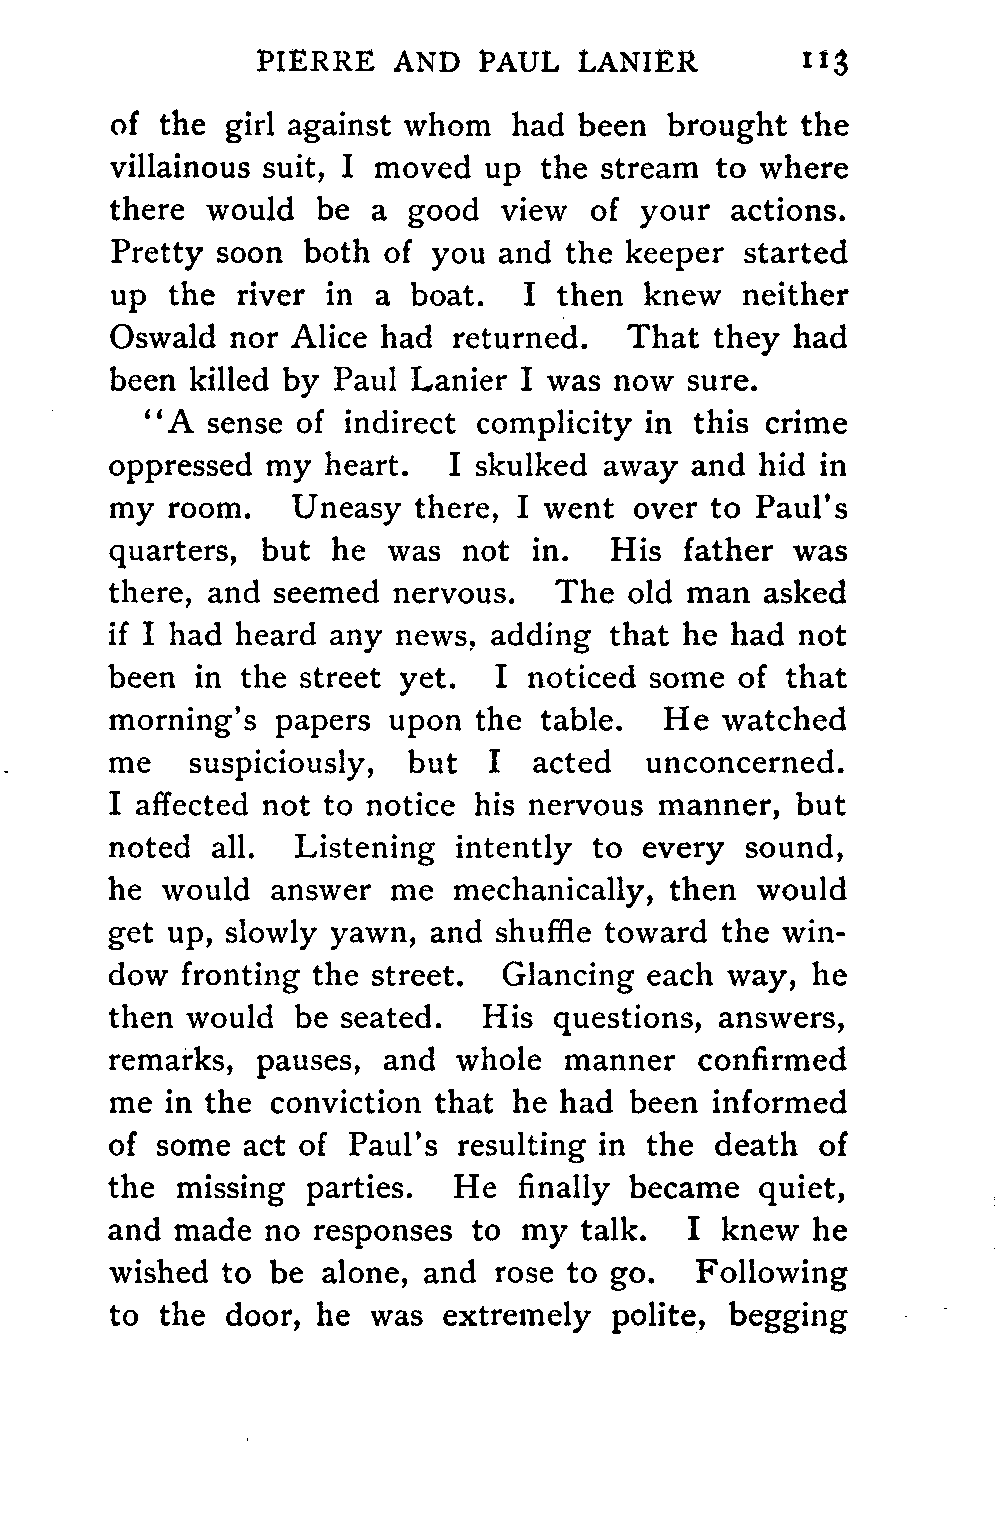 PIERRE AND PAUL LANIER 113
of the girl against whom had been brought the
villainous suit, I moved up the stream to where
there would be a good view of your actions.
Pretty soon both of you and the keeper started
up the river in a boat. I then knew neither
Oswald nor Alice had returned. That they had
been killed by Paul Lanier I was now sure.
“A sense of indirect complicity in this crime
oppressed my heart. I skulked away and hid in
my room. Uneasy there, I went over to Paul's
quarters, but he was not in. His father was
there, and seemed nervous. The old man asked
if I had heard any news, adding that he had not
been in the street yet. I noticed some of that
morning's papers upon the table. He watched
me suspiciously, but I acted unconcerned.
I affected not to notice his nervous manner, but
noted all. Listening intently to every sound,
he would answer me mechanically, then would
get up, slowly yawn, and shuffle toward the win-
dow fronting the street. Glancing each way, he
then would be seated. His questions, answers,
remarks, pauses, and whole manner confirmed
me in the conviction that he had been informed
of some act of Paul's resulting in the death of
the missing parties. He finally became quiet,
and made no responses to my talk. I knew he
wished to be alone, and rose to go. Following
to the door, he was extremely polite, begging